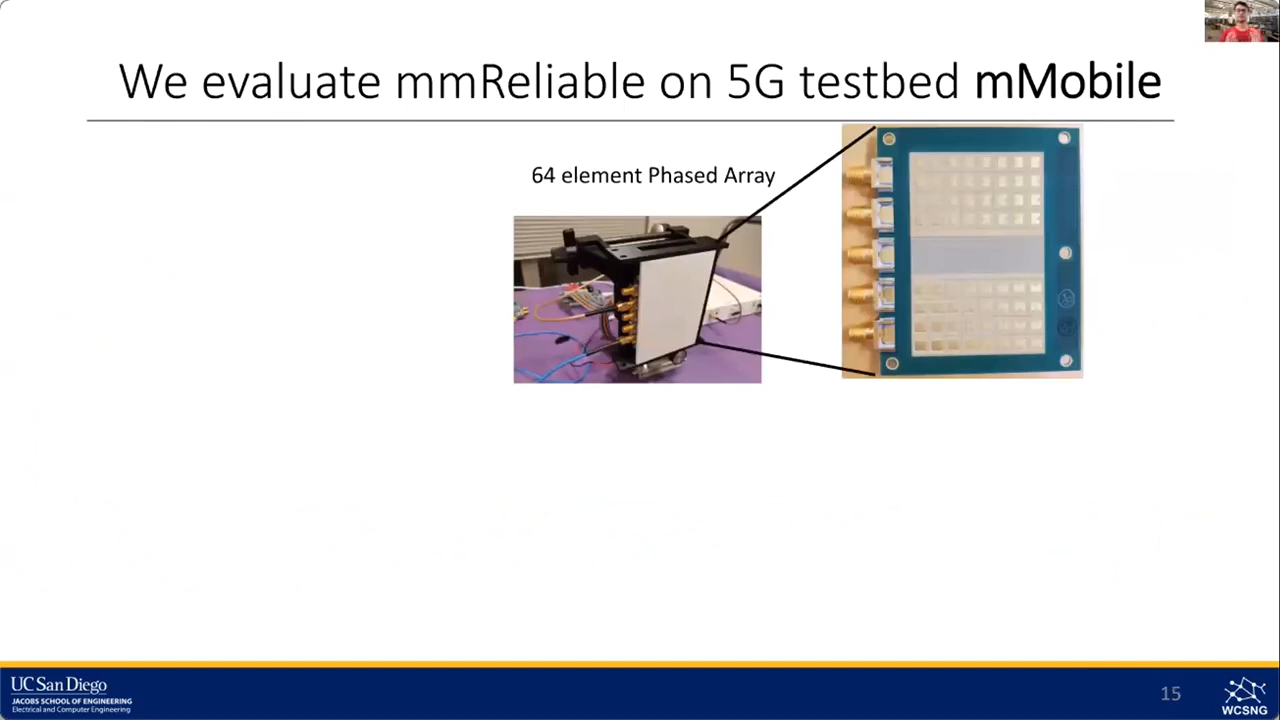 We evaluate mmReliable on 5G testbed mMobile
64 element Phased Array
UC San Diego
JACOBS SCHOOL OF ENGINEERING
Electrical and Computer Engineering
15
WCSNG